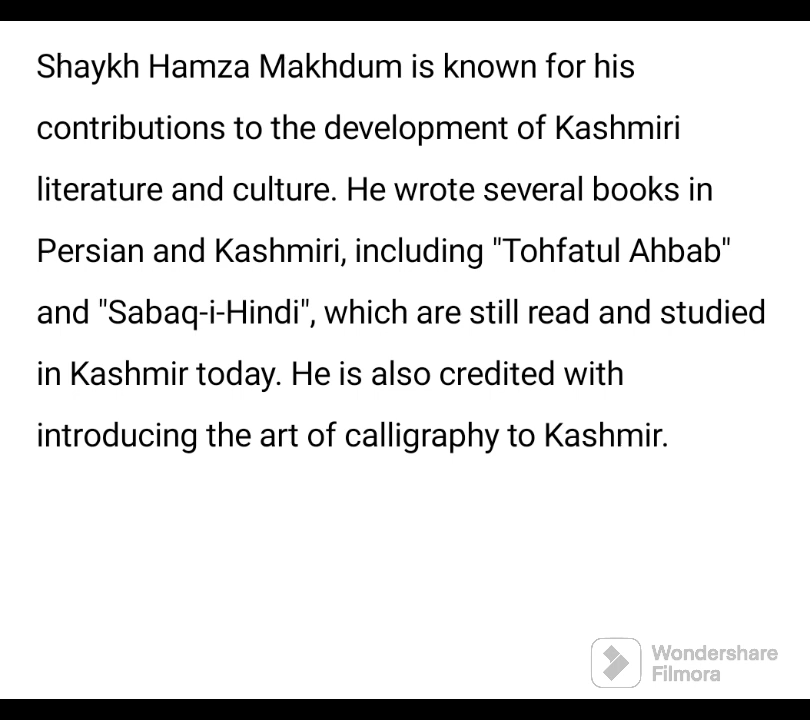 Shaykh Hamza Makhdum is known for his
contributions to the development of Kashmiri
literature and culture. He wrote several books in
Persian and Kashmiri, including "Tohfatul Ahbab"
and "Sabaq-i-Hindi", which are still read and studied
in Kashmir today. He is also credited with
introducing the art of calligraphy to Kashmir.
Wondershare
Filmora